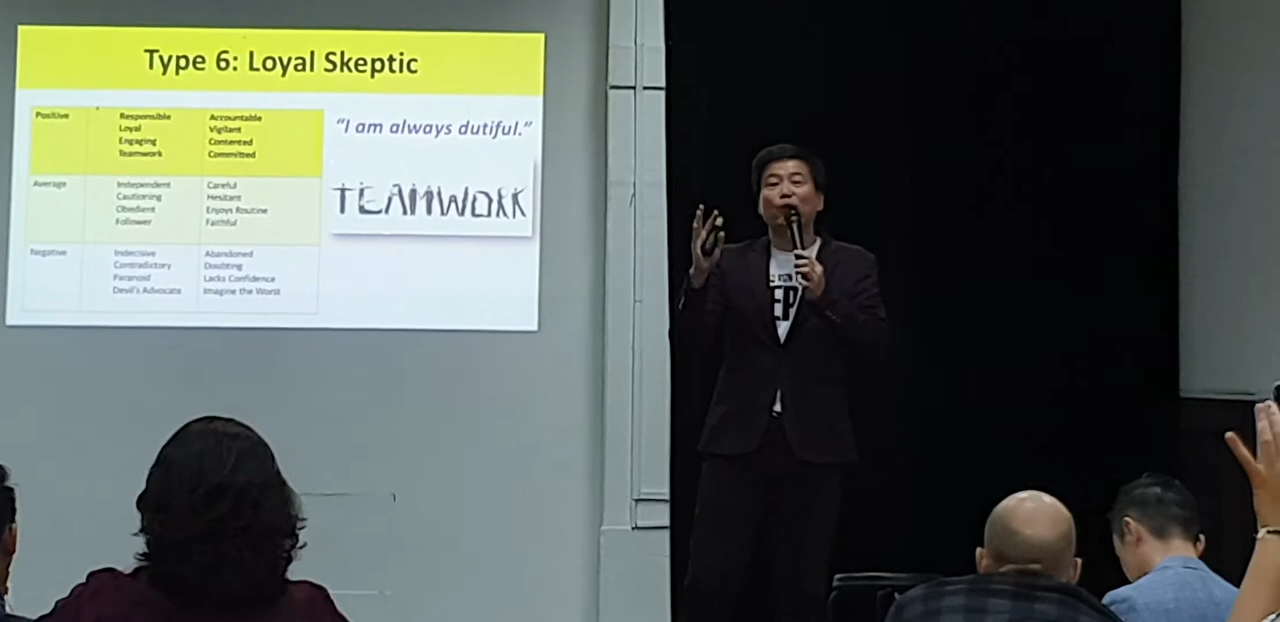 Type 6: Loyal Skeptic
Positive Responsible Accountable
Loyal Vigilant
Engaging Contented
Teamwork Committed
Average Independent Careful
Cautioning Hesitant
Obedient Enjoys Routine
Follower Faithful
Negative Indecisive Abandoned
Contradictory Doubting
Paranoid Lacks Confidence
Devil's Advocate Imagine the Worst
“I am always dutiful.”
TEAMWORK
EP